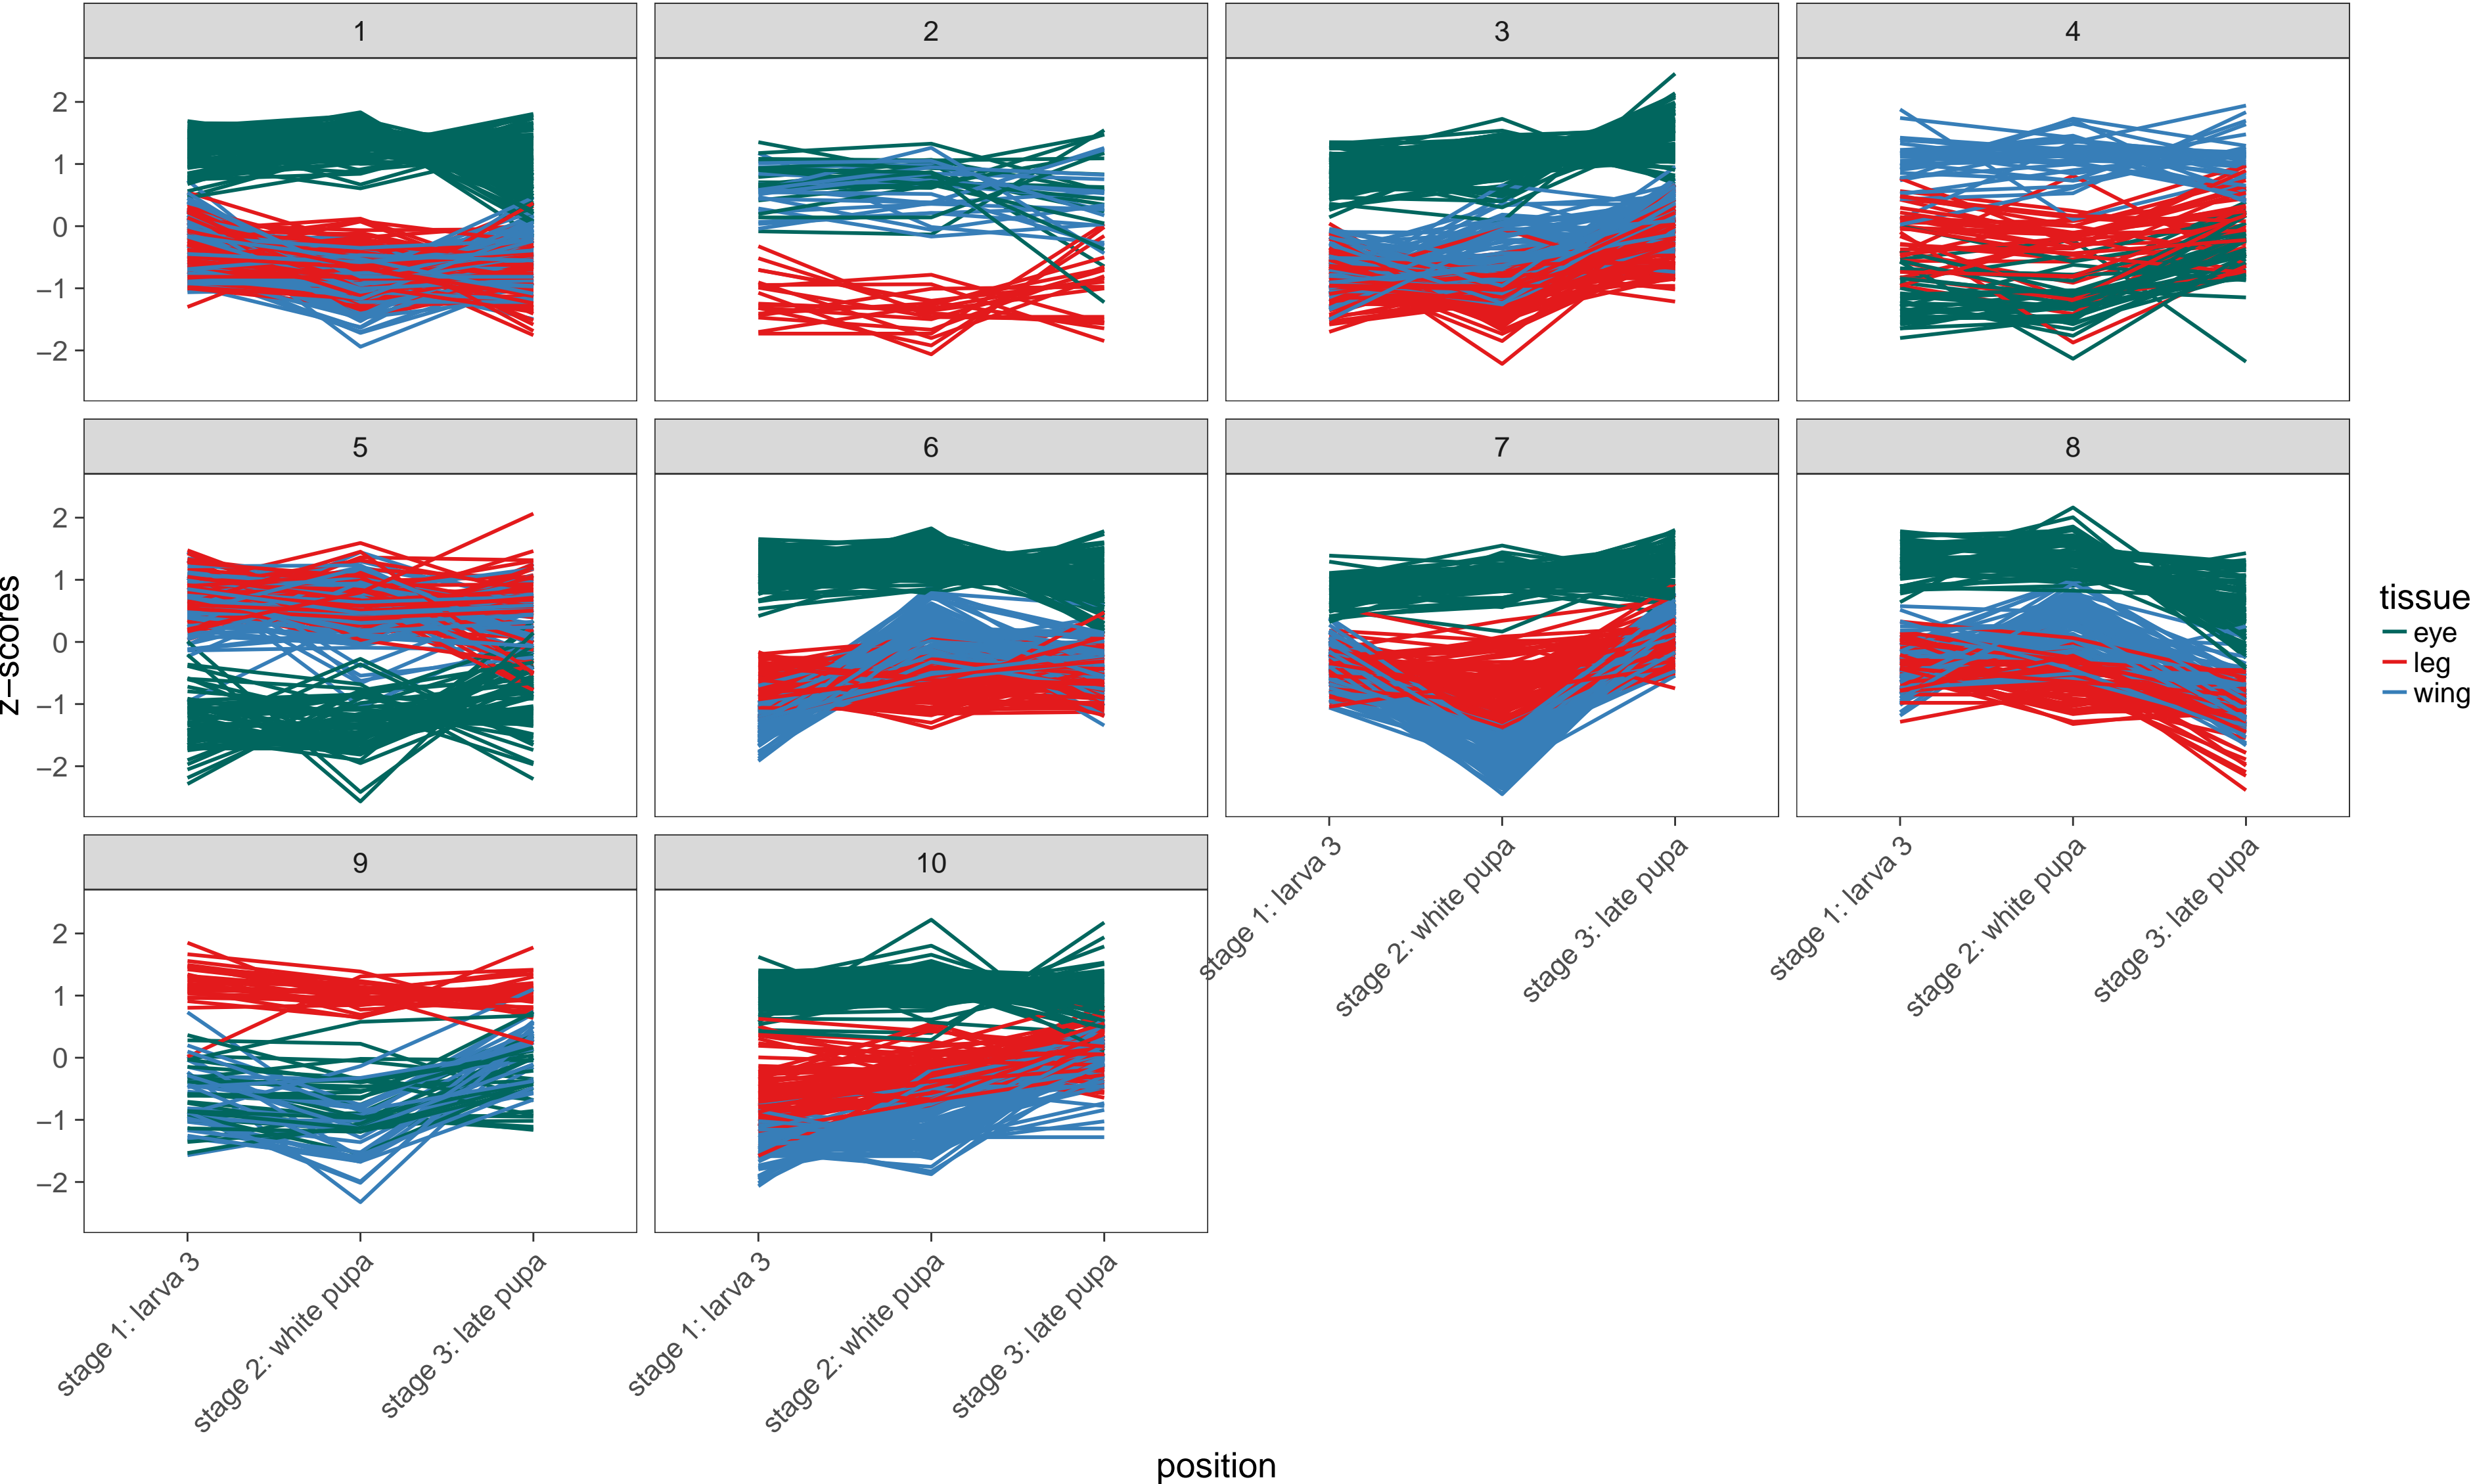 1
2
3
4
2
1
0
−1
−2
5
6
7
8
2
1
0
−1
−2
z−scores
tissue
eye
leg
wing
9
10
stage 1: larva 3
stage 2: white pupa
stage 3: late pupa
stage 1: larva 3
stage 2: white pupa
stage 3: late pupa
2
1
0
−1
−2
stage 1: larva 3
stage 2: white pupa
stage 3: late pupa
stage 1: larva 3
stage 2: white pupa
stage 3: late pupa
position